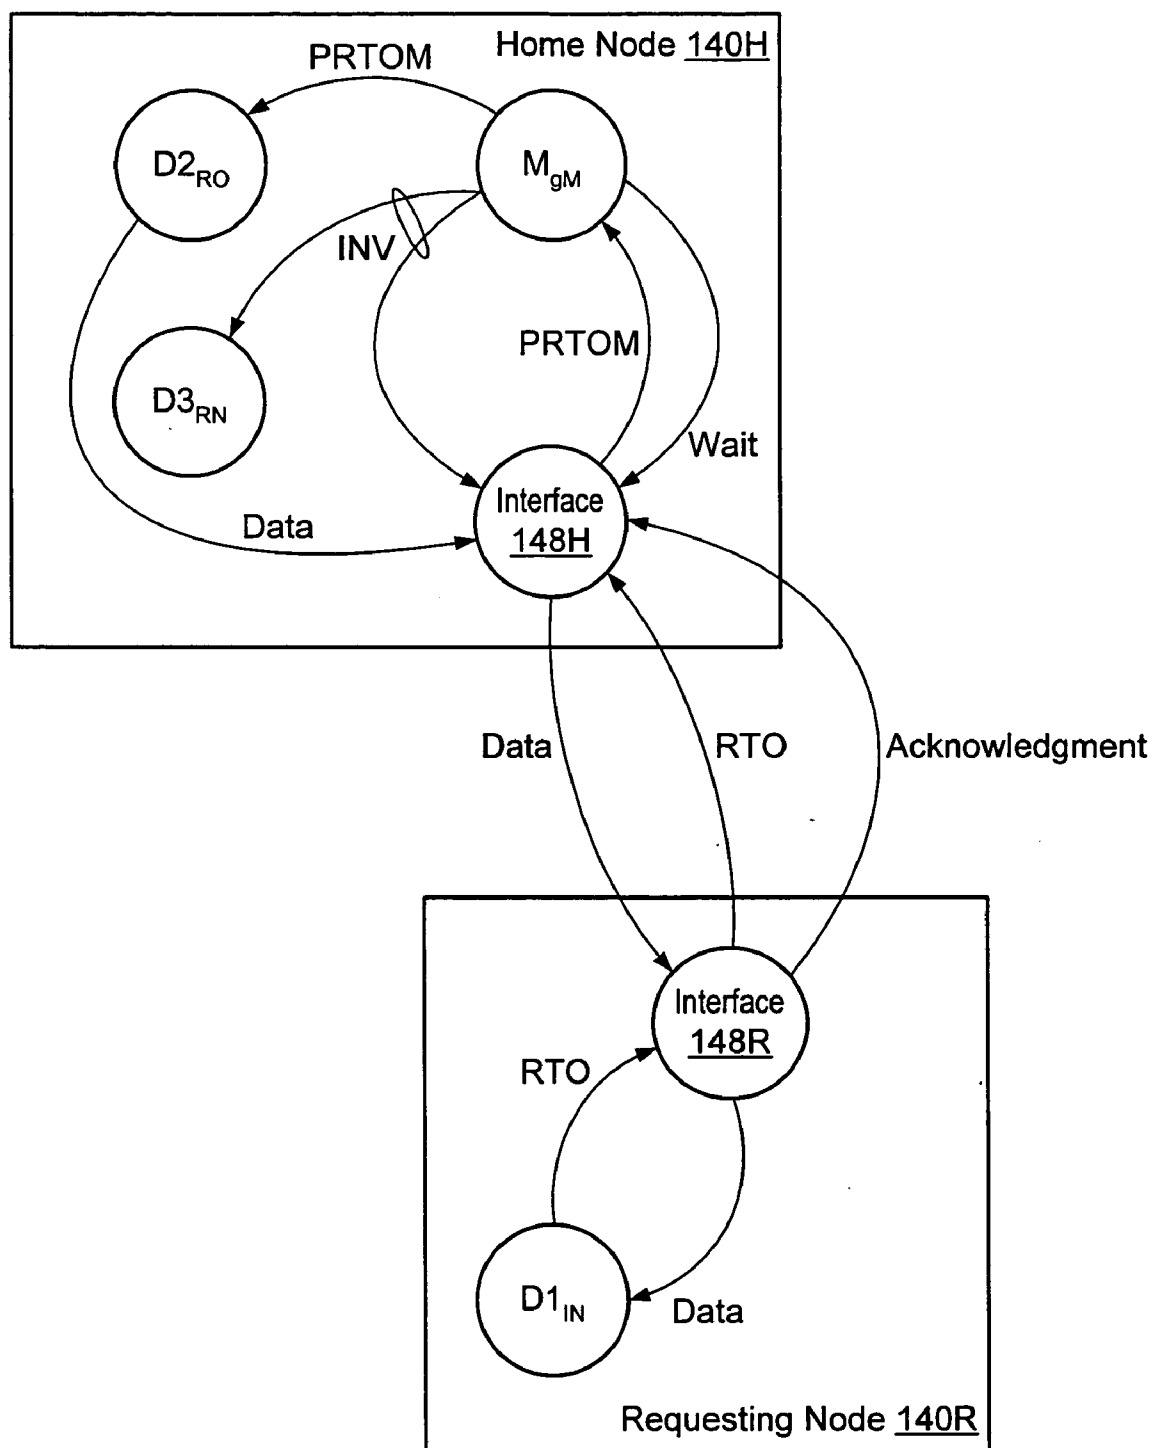 Home Node 140H
PRTOM
D2RO
MgM
INV
PRTOM
D3RN
Wait
Interface
148H
Data
Data
RTO
Acknowledgment
Interface
148R
RTO
D1IN
Data
Requesting Node 140R